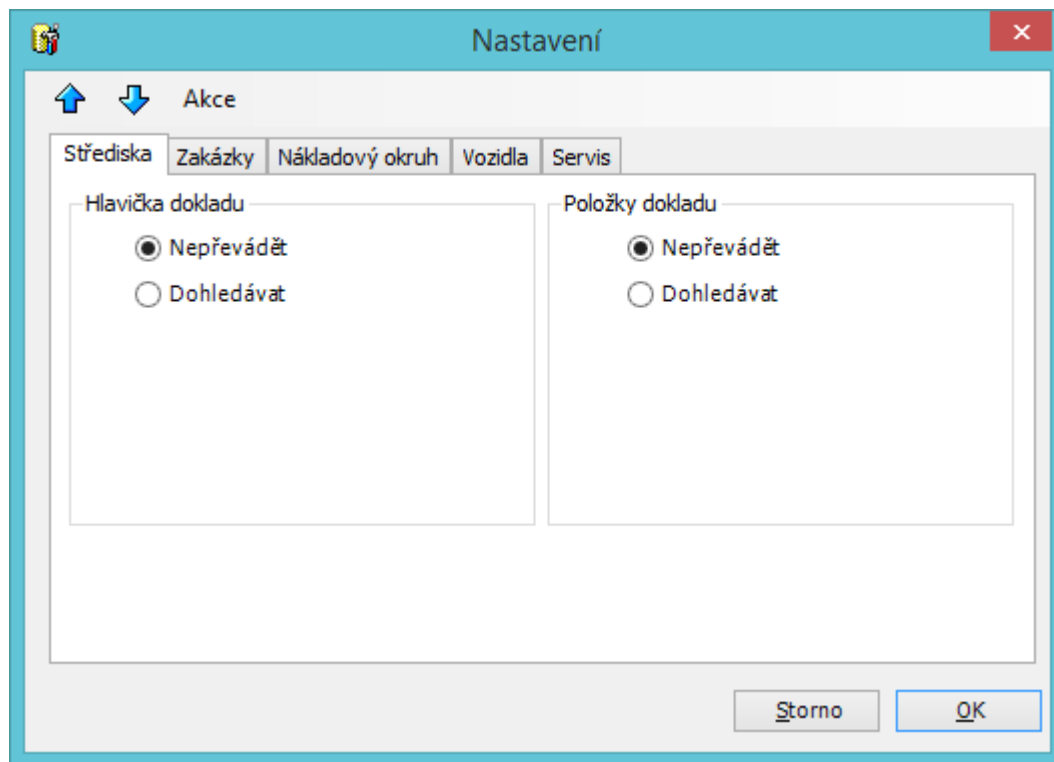 Nastavení
Akce
Střediska Zakázky Nákladový okruh Vozidla Servis
Hlavička dokladu Položky dokladu
Nepřevádět Nepřevádět
Dohledávat Dohledávat
Storno OK